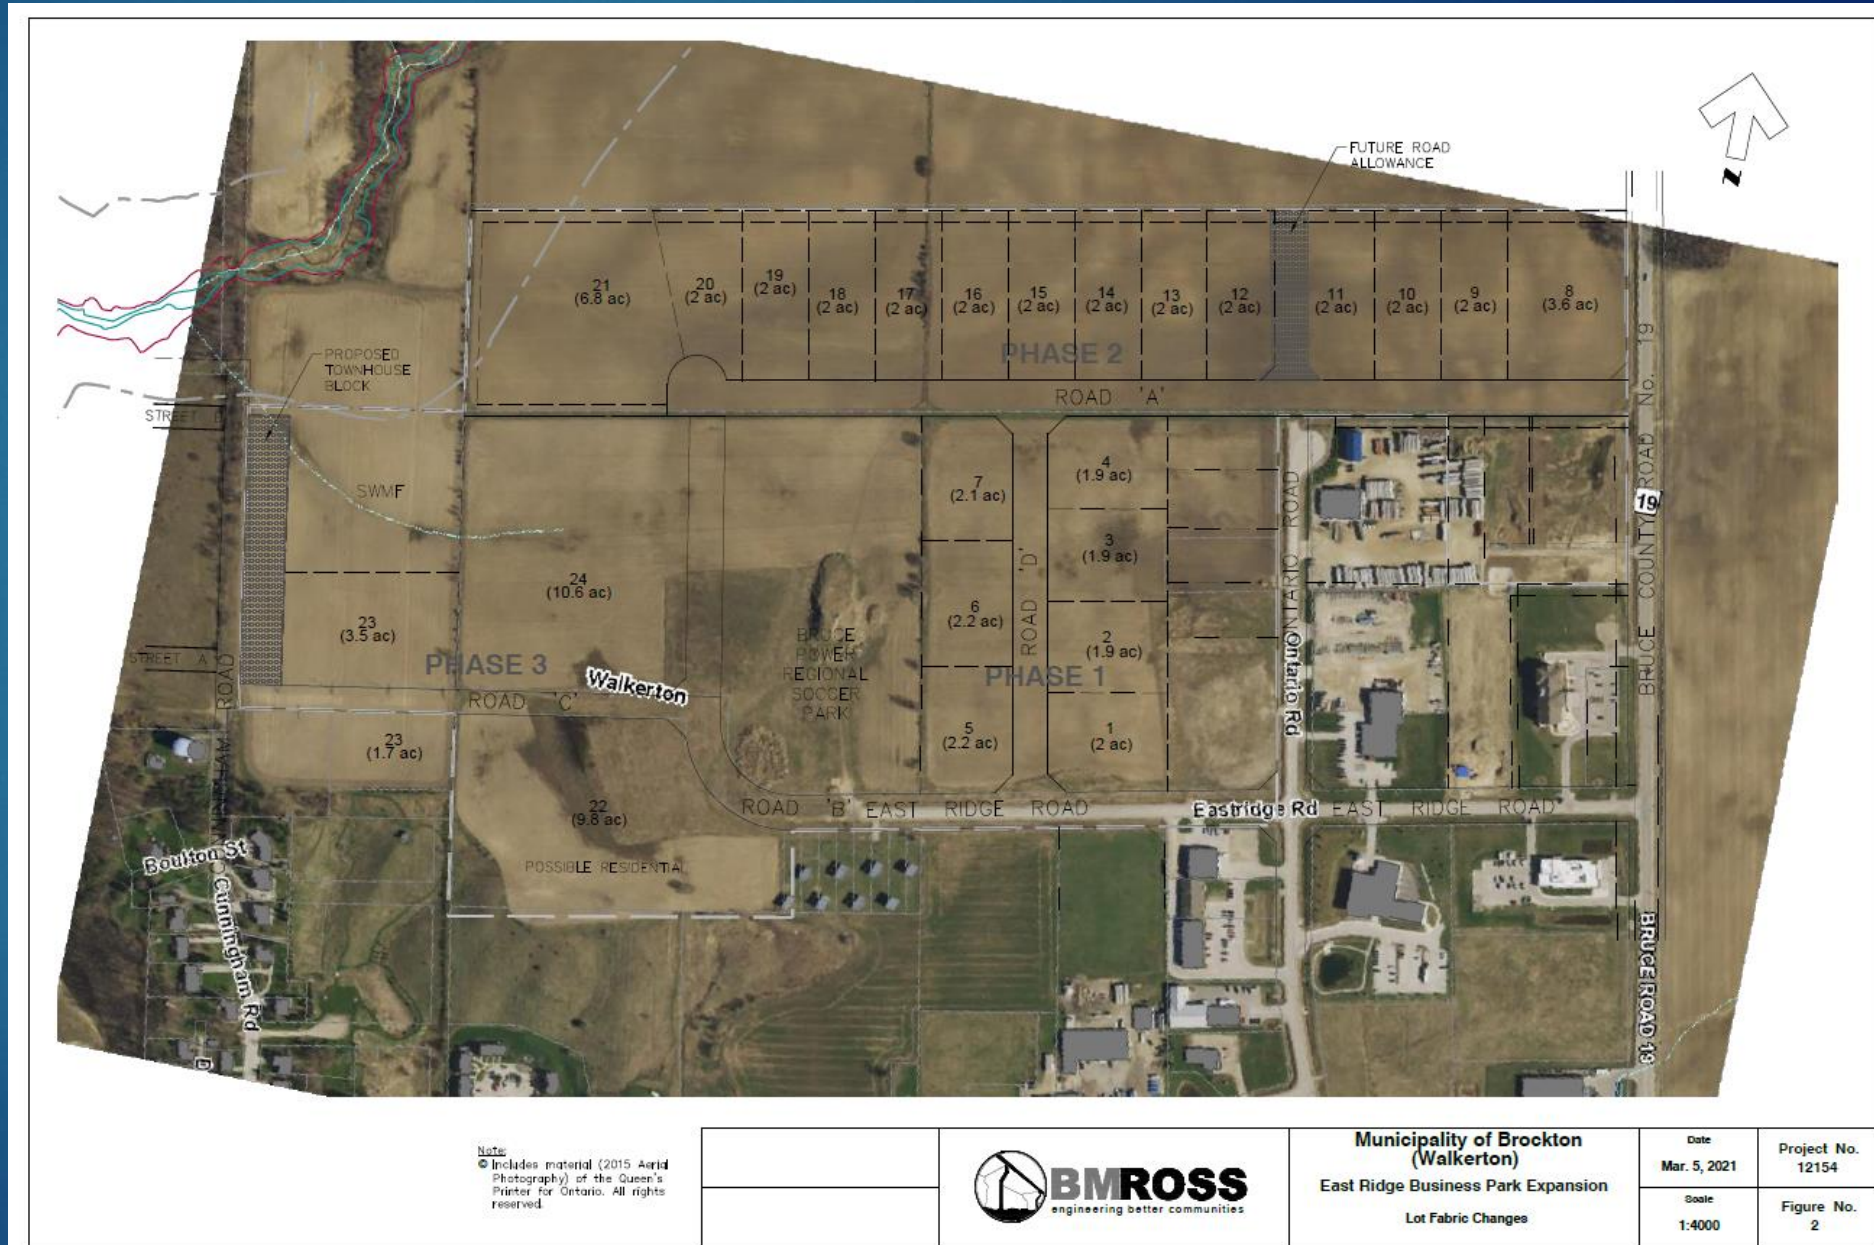 FUTURE ROAD
ALLOWANCE
21
(6.8 ac)
20
(2 ac)
19
(2 ac)
18
(2 ac)
17
(2 ac)
16
(2 ac)
15
(2 ac)
14
(2 ac)
13
(2 ac)
12
(2 ac)
11
(2 ac)
10
(2 ac)
9
(2 ac)
8
(3.6 ac)
PHASE 2
ROAD 'A'
PROPOSED
TOWNHOUSE
BLOCK
STREET
SWMF
24
(10.6 ac)
23
(3.5 ac)
STREET A
PHASE 3
Walkerton
ROAD 'C'
23
(1.7 ac)
22
(9.8 ac)
POSSIBLE RESIDENTIAL
BRUCE
POWER
REGIONAL
SOCCER
PARK
7
(2.1 ac)
6
(2.2 ac)
5
(2.2 ac)
ROAD 'D'
4
(1.9 ac)
3
(1.9 ac)
2
(1.9 ac)
1
(2 ac)
PHASE 1
ONTARIO ROAD
Ontario Rd
ROAD 'B' EAST RIDGE ROAD
Eastridge Rd
EAST RIDGE ROAD
BRUCE COUNTY ROAD No. 19
19
BRUCE ROAD 19
CUNNINGHAM ROAD
Boulton St
Cunningham Rd
D
Note:
© Includes material (2015 Aerial
Photography) of the Queen's
Printer for Ontario. All rights
reserved.
BMROSS
engineering better communities
Municipality of Brockton
(Walkerton)
East Ridge Business Park Expansion
Lot Fabric Changes
Date
Mar. 5, 2021
Scale
1:4000
Project No.
12154
Figure No.
2